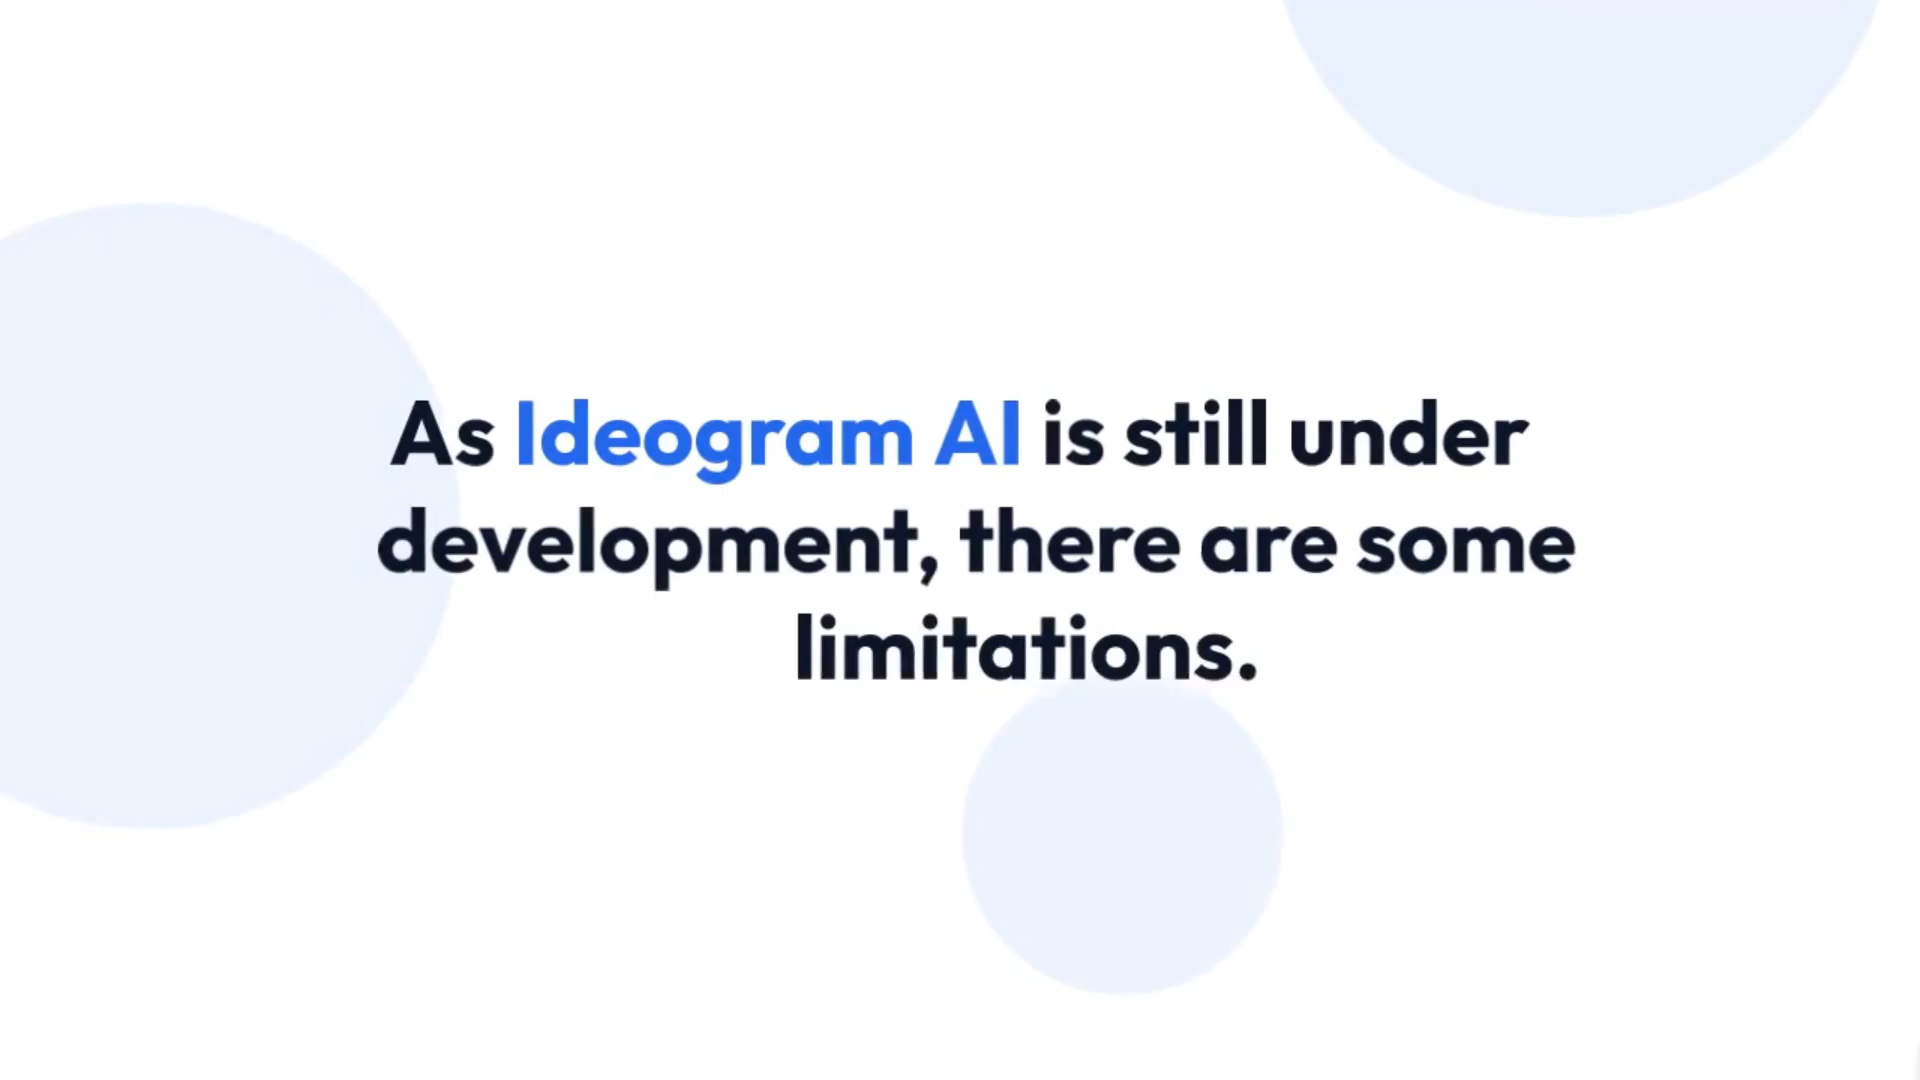 As Ideogram AI is still under
development, there are some
limitations.